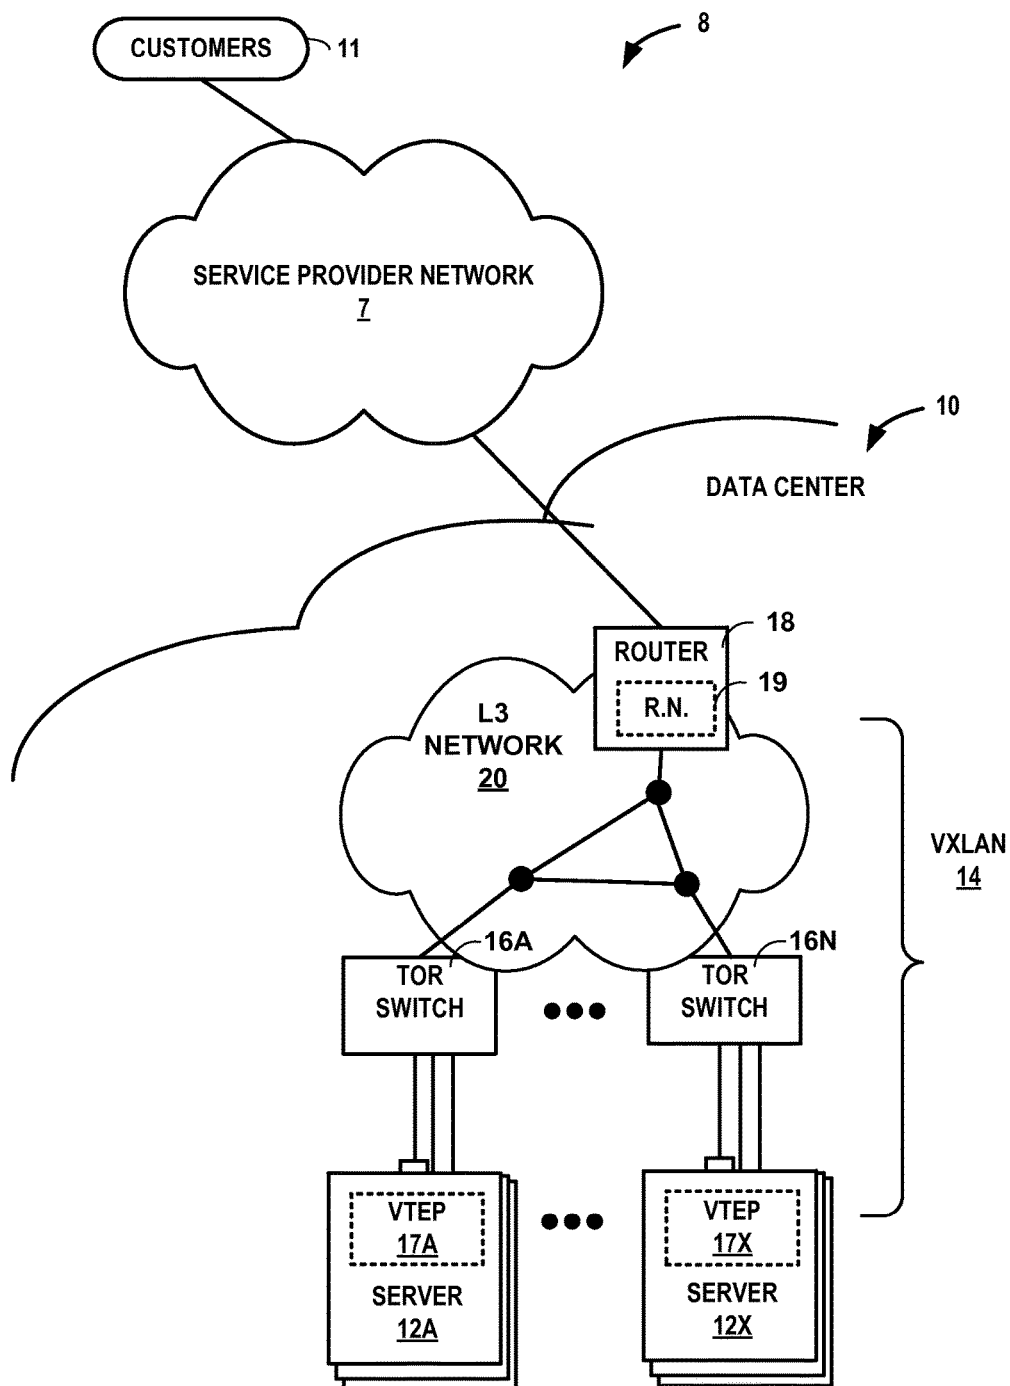 CUSTOMERS
11
8
SERVICE PROVIDER NETWORK
7
10
DATA CENTER
18
ROUTER
19
R.N.
L3
NETWORK
20
VXLAN
14
16A
16N
TOR
SWITCH
TOR
SWITCH
VTEP
17A
VTEP
17X
SERVER
12A
SERVER
12X